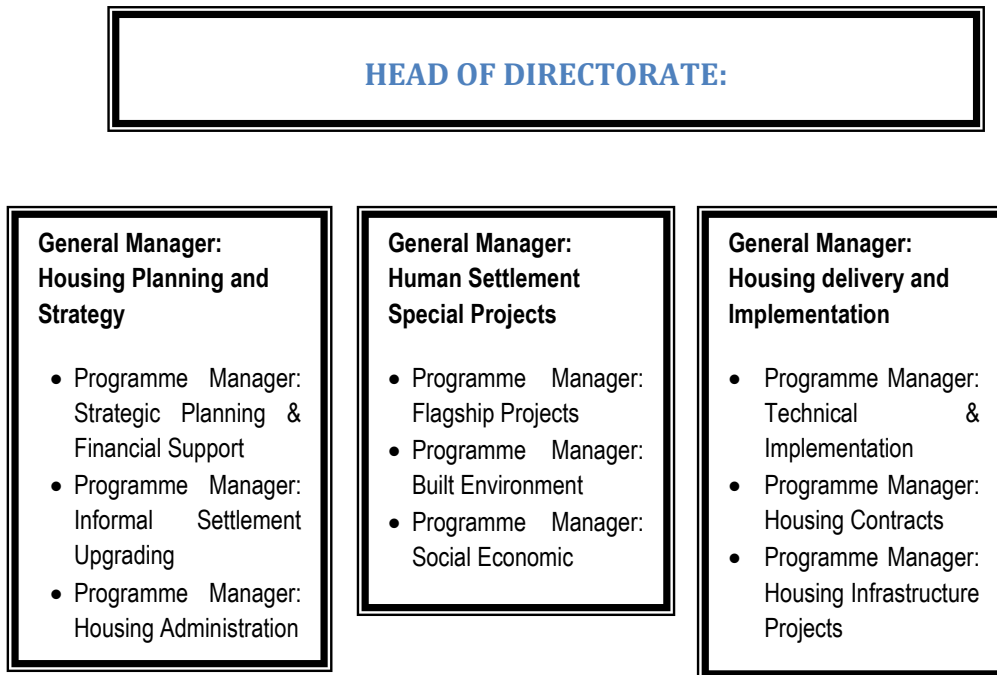 HEAD OF DIRECTORATE:
General Manager:
Housing Planning and
Strategy
• Programme Manager:
Strategic Planning &
Financial Support
• Programme Manager:
Informal Settlement
Upgrading
• Programme Manager:
Housing Administration
General Manager:
Human Settlement
Special Projects
• Programme Manager:
Flagship Projects
• Programme Manager:
Built Environment
• Programme Manager:
Social Economic
General Manager:
Housing delivery and
Implementation
• Programme Manager:
Technical &
Implementation
• Programme Manager:
Housing Contracts
• Programme Manager:
Housing Infrastructure
Projects